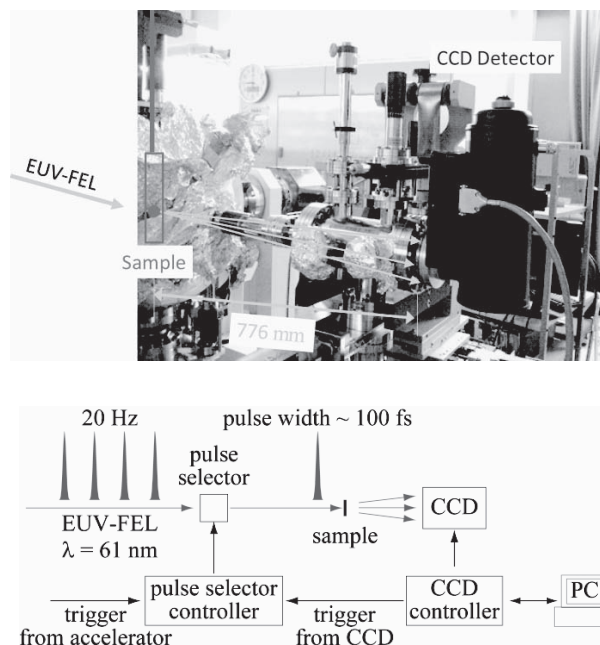 CCD Detector
EUV-FEL
Sample
776 mm
20 Hz
pulse width ~ 100 fs
pulse
selector
EUV-FEL
λ = 61 nm
sample
CCD
pulse selector
controller
CCD
controller
PC
trigger
from accelerator
trigger
from CCD